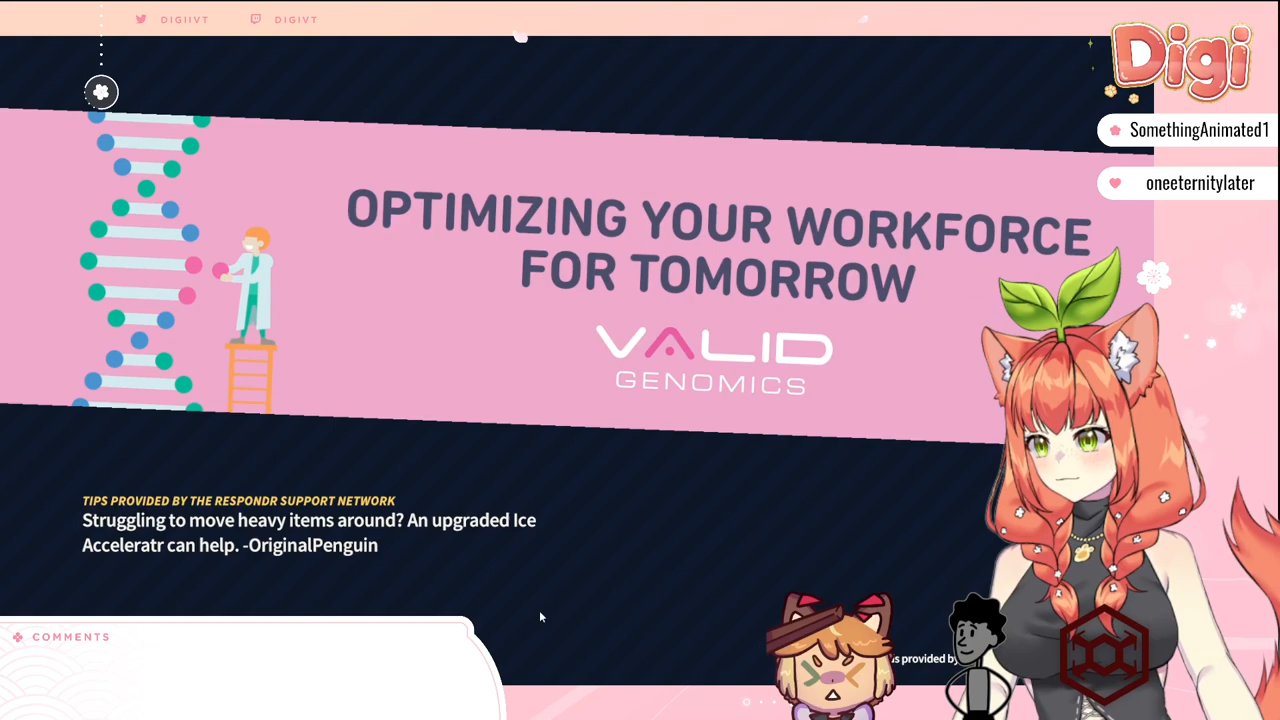 DIGIIVT
DIGIVT
Digi
SomethingAnimated1
oneeternitylater
OPTIMIZING YOUR WORKFORCE
FOR TOMORROW
VALID
GENOMICS
TIPS PROVIDED BY THE RESPONDR SUPPORT NETWORK
Struggling to move heavy items around? An upgraded Ice
Acceleratr can help. -OriginalPenguin
COMMENTS
provided by